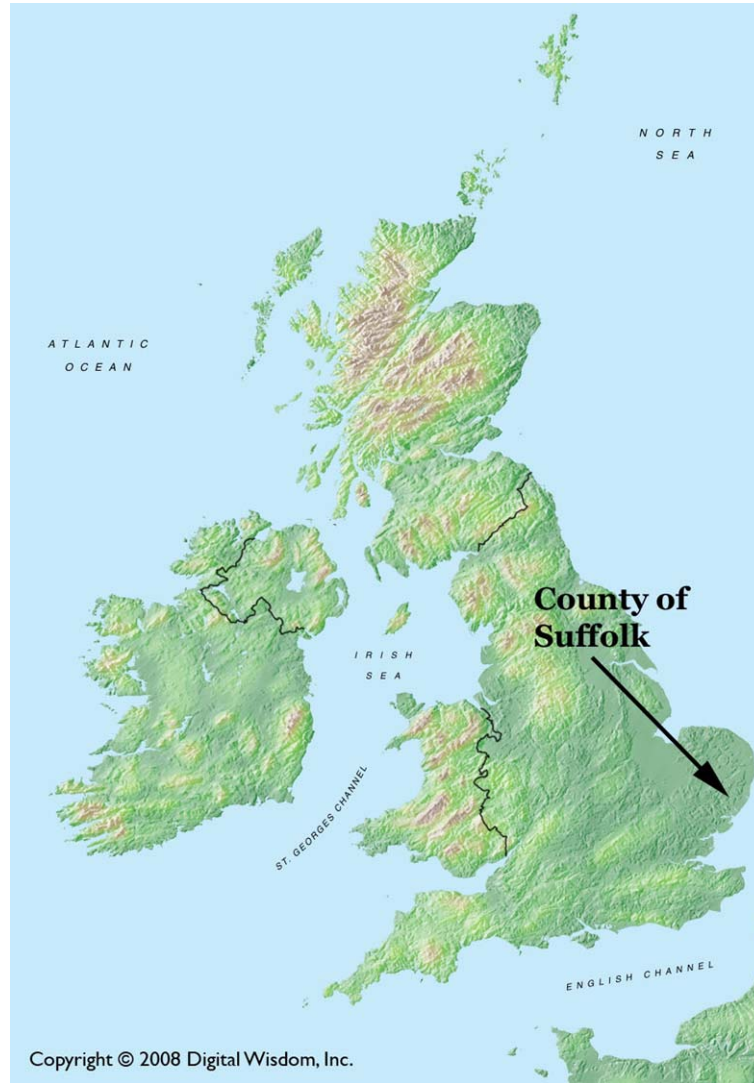 NORTH
SEA
ATLANTIC
OCEAN
County of
Suffolk
IRISH
SEA
ST. GEORGES CHANNEL
ENGLISH CHANNEL
Copyright © 2008 Digital Wisdom, Inc.